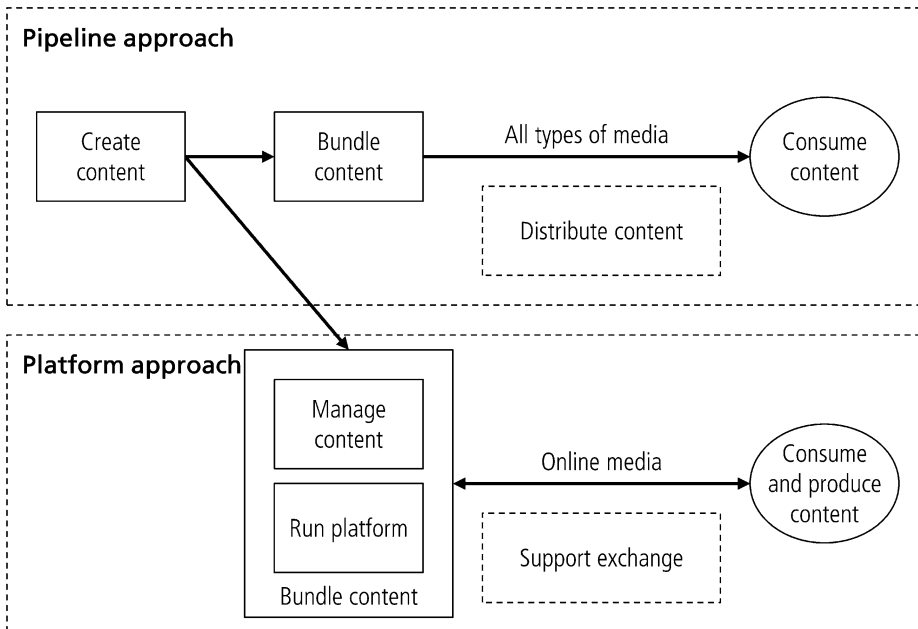 Pipeline approach
Create
content
Bundle
content
All types of media
Consume
content
Distribute content
Platform approach
Manage
content
Run platform
Bundle content
Online media
Consume
and produce
content
Support exchange